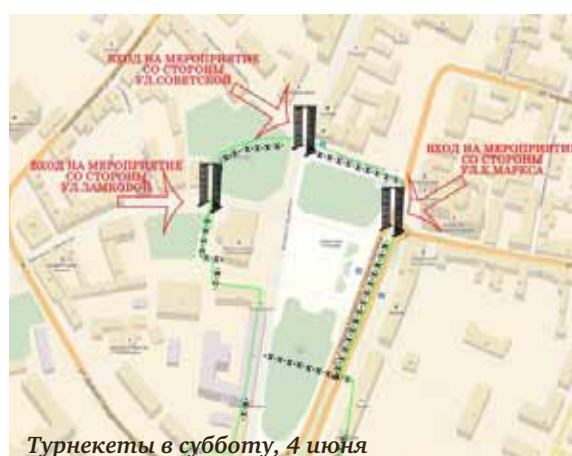 ВХОД НА МЕРОПРИЯТИЕ
СО СТОРОНЫ
УЛ.СОВЕТСКОЙ
ВХОД НА МЕРОПРИЯТИЕ
СО СТОРОНЫ
УЛ.ЗАМКОВОЙ
ВХОД НА МЕРОПРИЯТИЕ
СО СТОРОНЫ
УЛ.К.МАРКСА
Турнекеты в субботу, 4 июня